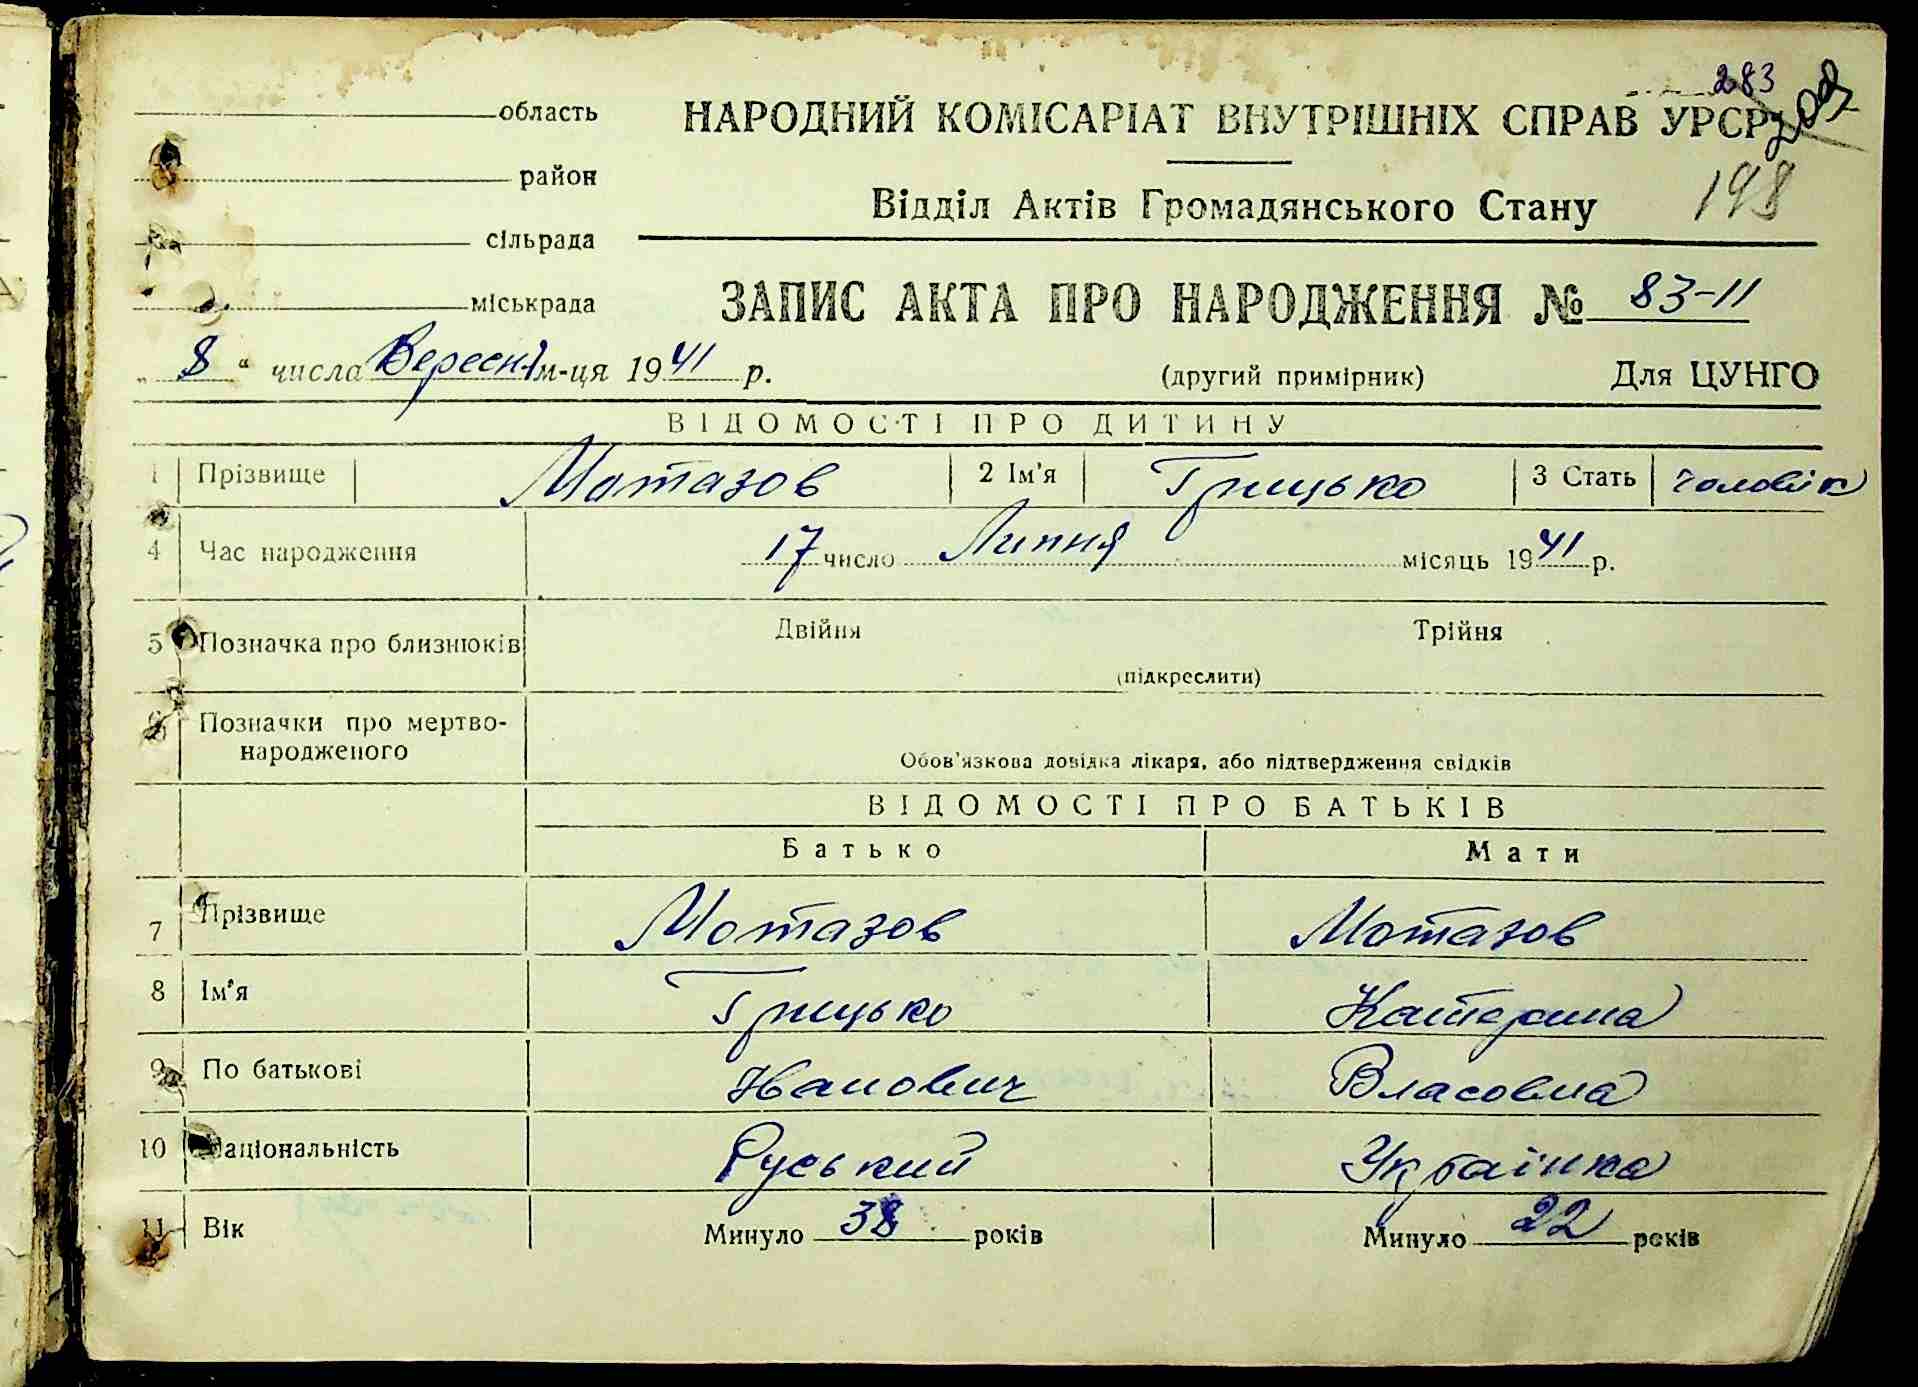 283
область НАРОДНИЙ КОМІСАРІАТ ВНУТРІШНІХ СПРАВ УРСР
район
Відділ Актів Громадянського Стану 198
сільрада
міськрада ЗАПИС АКТА ПРО НАРОДЖЕННЯ № 83-11
„ 8 “ числа Вересня м-ця 1941 р. (другий примірник) Для ЦУНГО
ВІДОМОСТІ ПРО ДИТИНУ
1 Прізвище Мотазов 2 Ім'я Грицько 3 Стать чоловік
4 Час народження 17 число Липня місяць 1941 р.
5 Позначка про близнюків Двійня Трійня
(підкреслити)
6 Позначки про мертво-
народженого
Обов'язкова довідка лікаря, або підтвердження свідків
ВІДОМОСТІ ПРО БАТЬКІВ
Батько Мати
7 Прізвище Мотазов Мотазов
8 Ім'я Грицько Катерина
9 По батькові Иванович Власовна
10 Національність Руський Українка
11 Вік Минуло 38 років Минуло 22 років